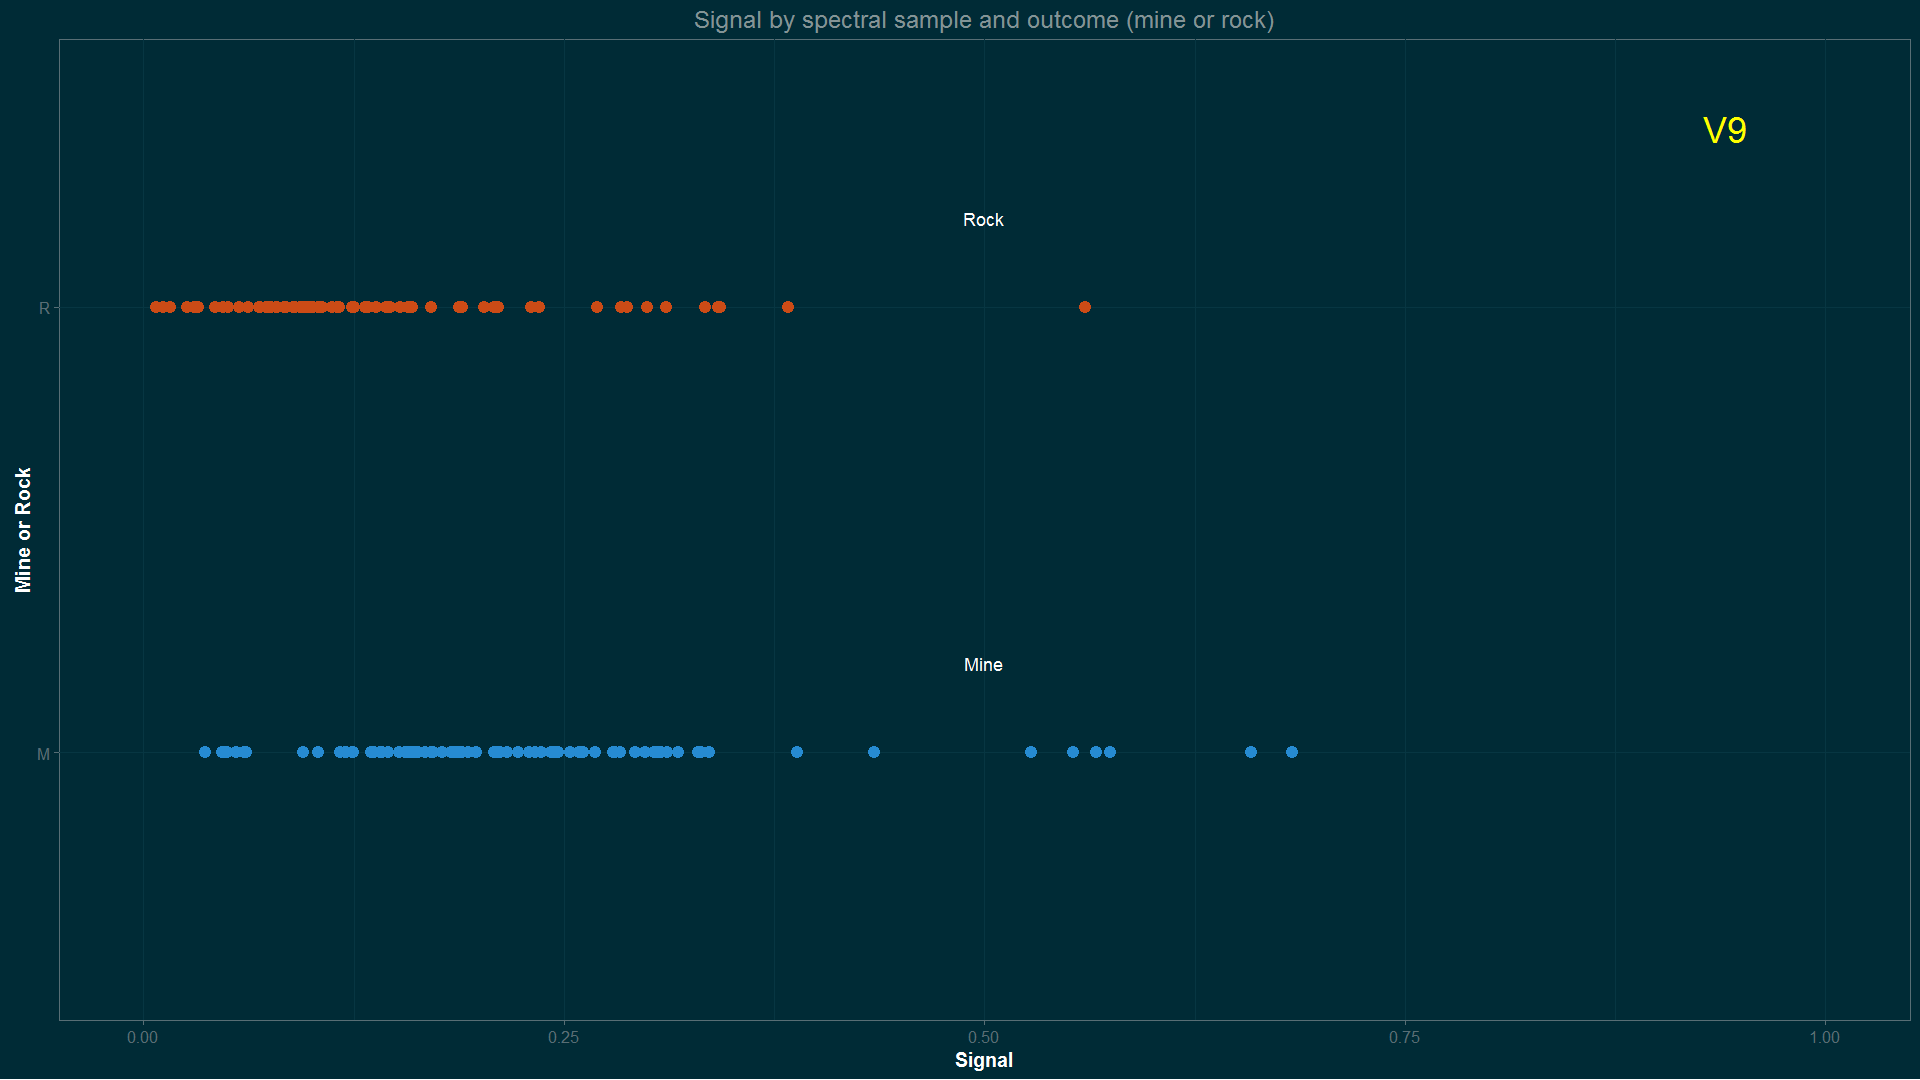 Signal by spectral sample and outcome (mine or rock)
V9
Rock
R
Mine or Rock
Mine
M
0.00 0.25 0.50 0.75 1.00
Signal